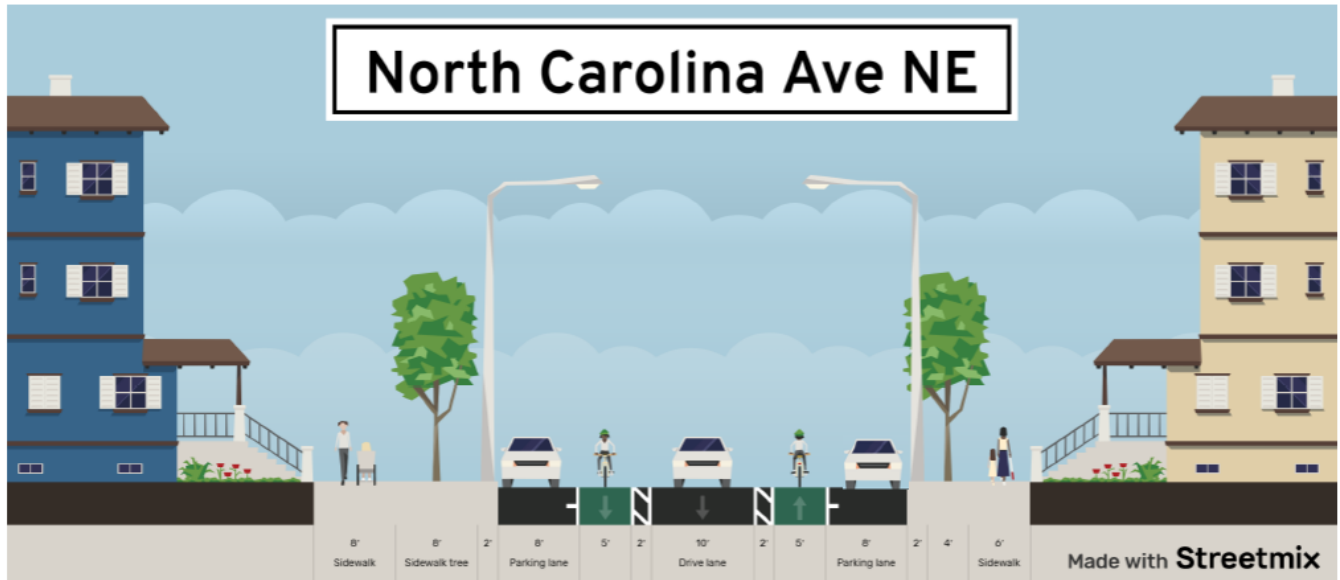 North Carolina Ave NE
8' 8' 2' 8' 5' 2' 10' 2' 5' 8' 2' 4' 6'
Sidewalk Sidewalk tree Parking lane Drive lane Parking lane Sidewalk
Made with Streetmix